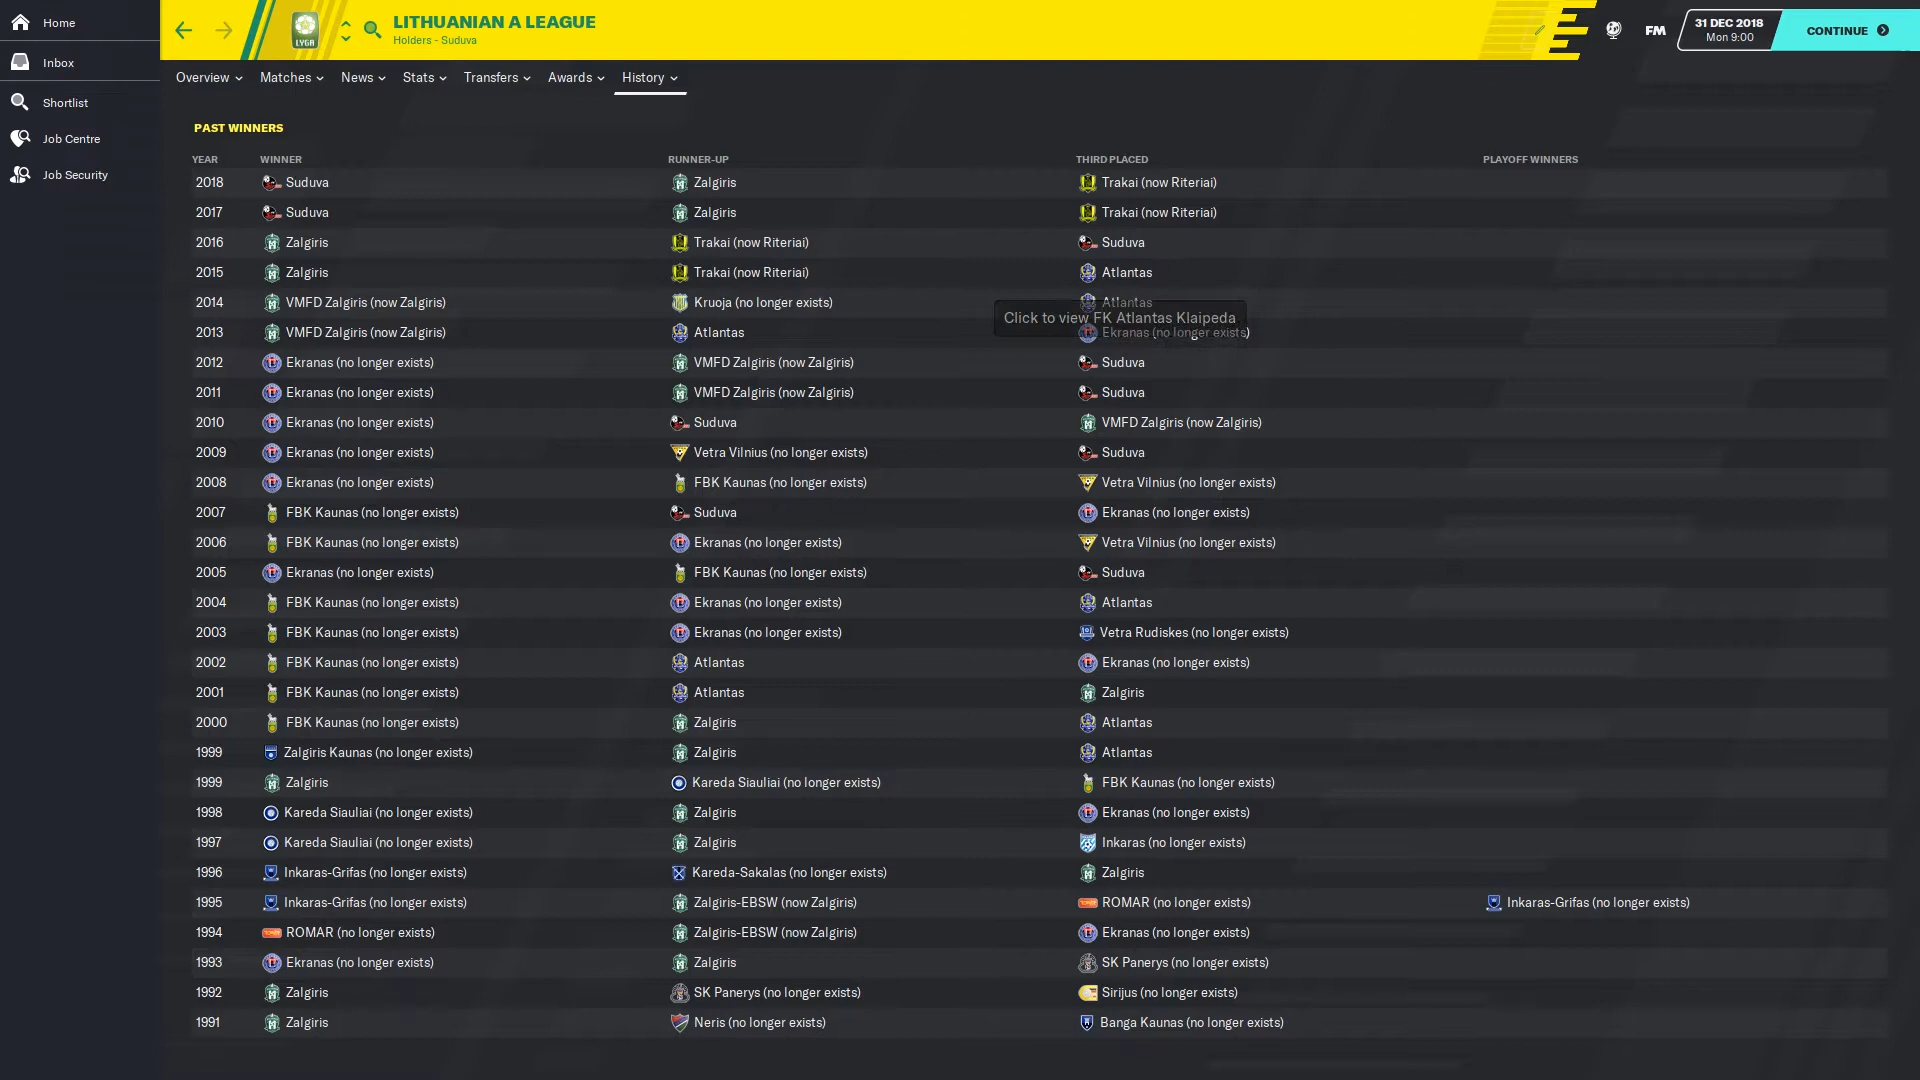 Home
Inbox
Shortlist
Job Centre
Job Security
LYGA
LITHUANIAN A LEAGUE
Holders - Suduva
FM
31 DEC 2018
Mon 9:00
CONTINUE
Overview Matches News Stats Transfers Awards History
PAST WINNERS
YEAR WINNER RUNNER-UP THIRD PLACED PLAYOFF WINNERS
2018 Suduva Zalgiris Trakai (now Riteriai)
2017 Suduva Zalgiris Trakai (now Riteriai)
2016 Zalgiris Trakai (now Riteriai) Suduva
2015 Zalgiris Trakai (now Riteriai) Atlantas
2014 VMFD Zalgiris (now Zalgiris) Kruoja (no longer exists) Atlantas
Click to view FK Atlantas Klaipeda
2013 VMFD Zalgiris (now Zalgiris) Atlantas Ekranas (no longer exists)
2012 Ekranas (no longer exists) VMFD Zalgiris (now Zalgiris) Suduva
2011 Ekranas (no longer exists) VMFD Zalgiris (now Zalgiris) Suduva
2010 Ekranas (no longer exists) Suduva VMFD Zalgiris (now Zalgiris)
2009 Ekranas (no longer exists) Vetra Vilnius (no longer exists) Suduva
2008 Ekranas (no longer exists) FBK Kaunas (no longer exists) Vetra Vilnius (no longer exists)
2007 FBK Kaunas (no longer exists) Suduva Ekranas (no longer exists)
2006 FBK Kaunas (no longer exists) Ekranas (no longer exists) Vetra Vilnius (no longer exists)
2005 Ekranas (no longer exists) FBK Kaunas (no longer exists) Suduva
2004 FBK Kaunas (no longer exists) Ekranas (no longer exists) Atlantas
2003 FBK Kaunas (no longer exists) Ekranas (no longer exists) Vetra Rudiskes (no longer exists)
2002 FBK Kaunas (no longer exists) Atlantas Ekranas (no longer exists)
2001 FBK Kaunas (no longer exists) Atlantas Zalgiris
2000 FBK Kaunas (no longer exists) Zalgiris Atlantas
1999 Zalgiris Kaunas (no longer exists) Zalgiris Atlantas
1999 Zalgiris Kareda Siauliai (no longer exists) FBK Kaunas (no longer exists)
1998 Kareda Siauliai (no longer exists) Zalgiris Ekranas (no longer exists)
1997 Kareda Siauliai (no longer exists) Zalgiris Inkaras (no longer exists)
1996 Inkaras-Grifas (no longer exists) Kareda-Sakalas (no longer exists) Zalgiris
1995 Inkaras-Grifas (no longer exists) Zalgiris-EBSW (now Zalgiris) ROMAR (no longer exists) Inkaras-Grifas (no longer exists)
1994 ROMAR (no longer exists) Zalgiris-EBSW (now Zalgiris) Ekranas (no longer exists)
1993 Ekranas (no longer exists) Zalgiris SK Panerys (no longer exists)
1992 Zalgiris SK Panerys (no longer exists) Sirijus (no longer exists)
1991 Zalgiris Neris (no longer exists) Banga Kaunas (no longer exists)